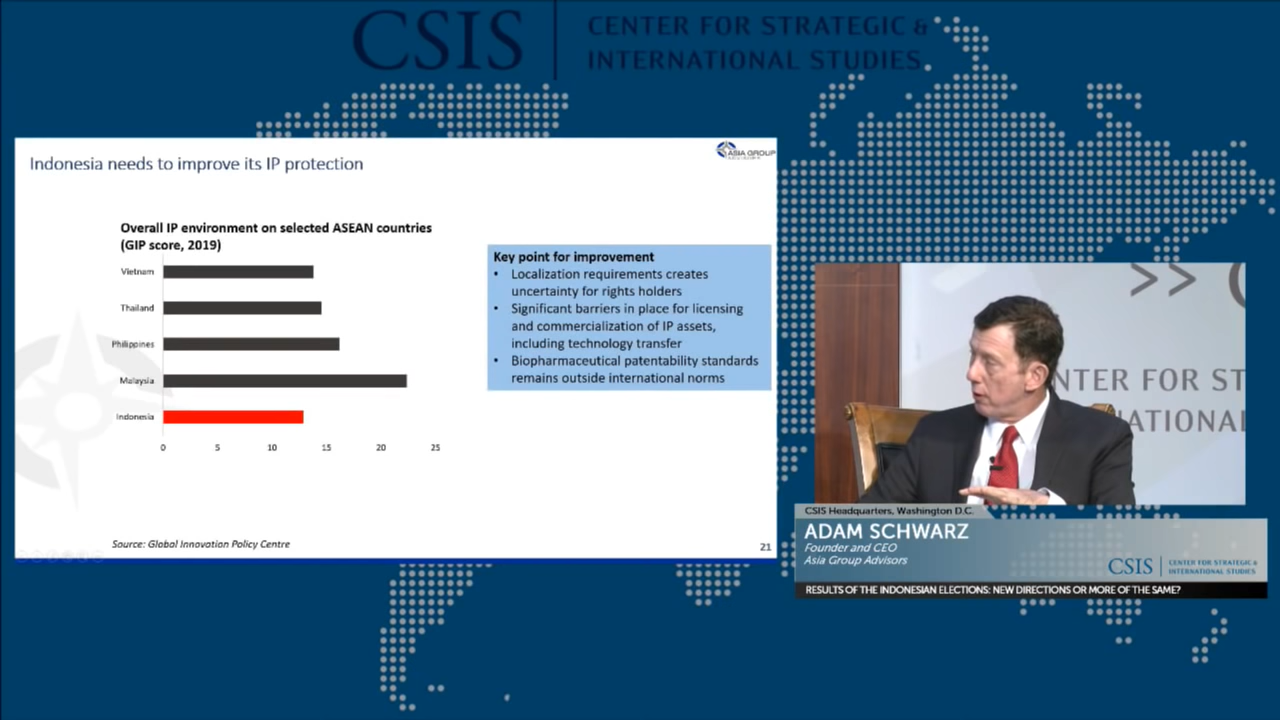 CSIS
CENTER FOR STRATEGIC &
INTERNATIONAL STUDIES
Indonesia needs to improve its IP protection
ASIA GROUP
Overall IP environment on selected ASEAN countries
(GIP score, 2019)
Vietnam
Thailand
Philippines
Malaysia
Indonesia
0 5 10 15 20 25
Key point for improvement
• Localization requirements creates
uncertainty for rights holders
• Significant barriers in place for licensing
and commercialization of IP assets,
including technology transfer
• Biopharmaceutical patentability standards
remains outside international norms
Source: Global Innovation Policy Centre
21
>>
NTER FOR ST
ATIONAL
CSIS Headquarters, Washington D.C.
ADAM SCHWARZ
Founder and CEO
Asia Group Advisors
CSIS
CENTER FOR STRATEGIC &
INTERNATIONAL STUDIES
RESULTS OF THE INDONESIAN ELECTIONS: NEW DIRECTIONS OR MORE OF THE SAME?